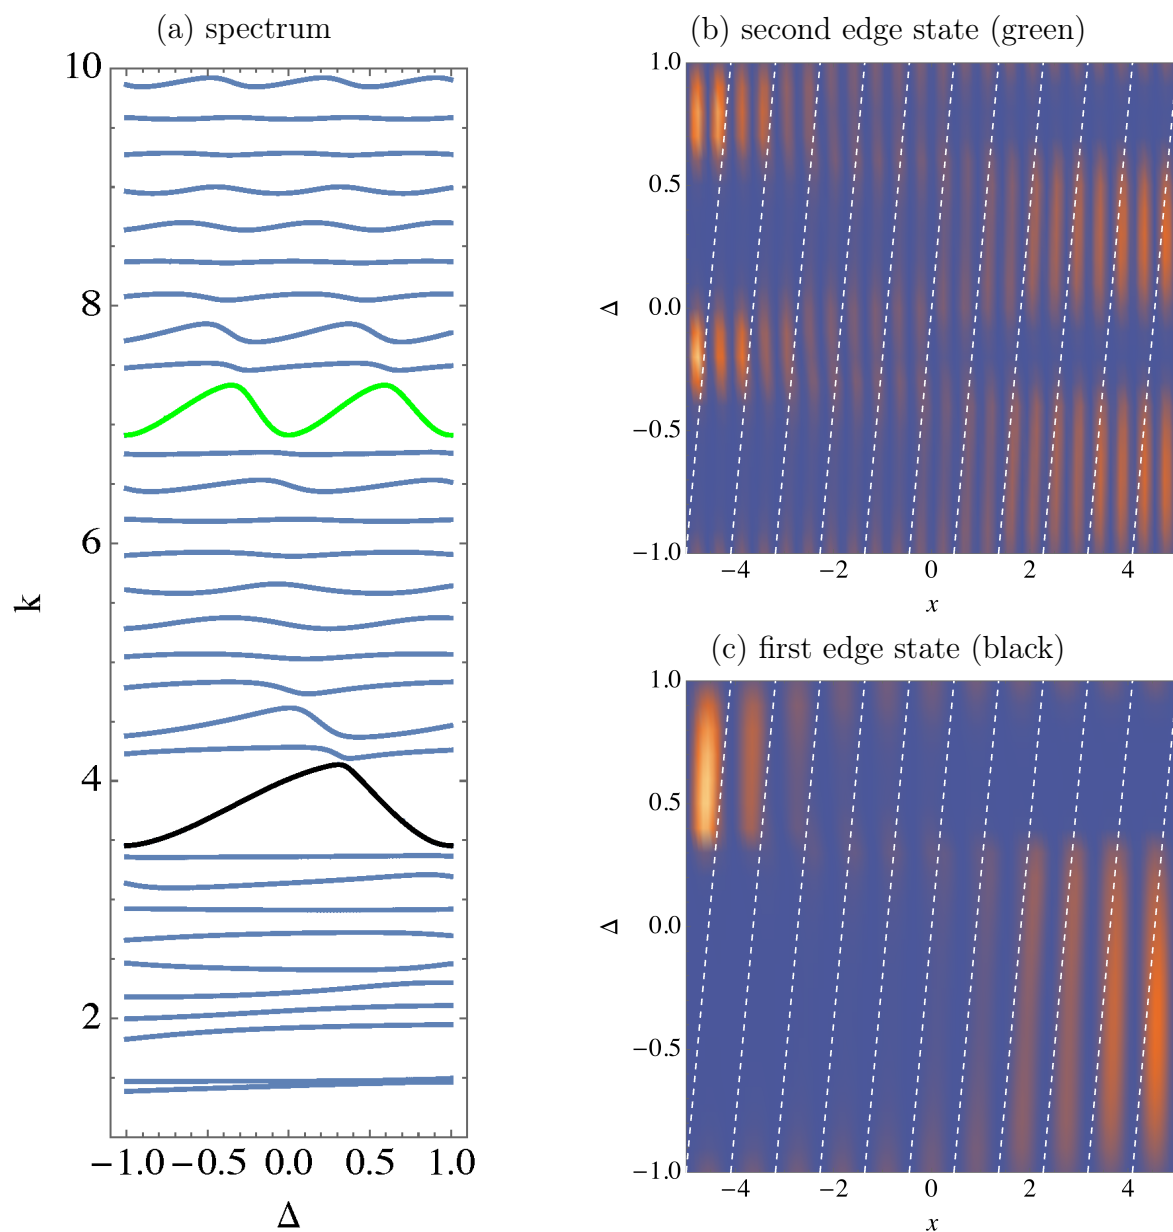 (a) spectrum
10
8
6
4
2
k
−1.0 −0.5 0.0 0.5 1.0
Δ
(b) second edge state (green)
1.0
0.5
0.0
−0.5
−1.0
Δ
−4 −2 0 2 4
x
(c) first edge state (black)
1.0
0.5
0.0
−0.5
−1.0
Δ
−4 −2 0 2 4
x